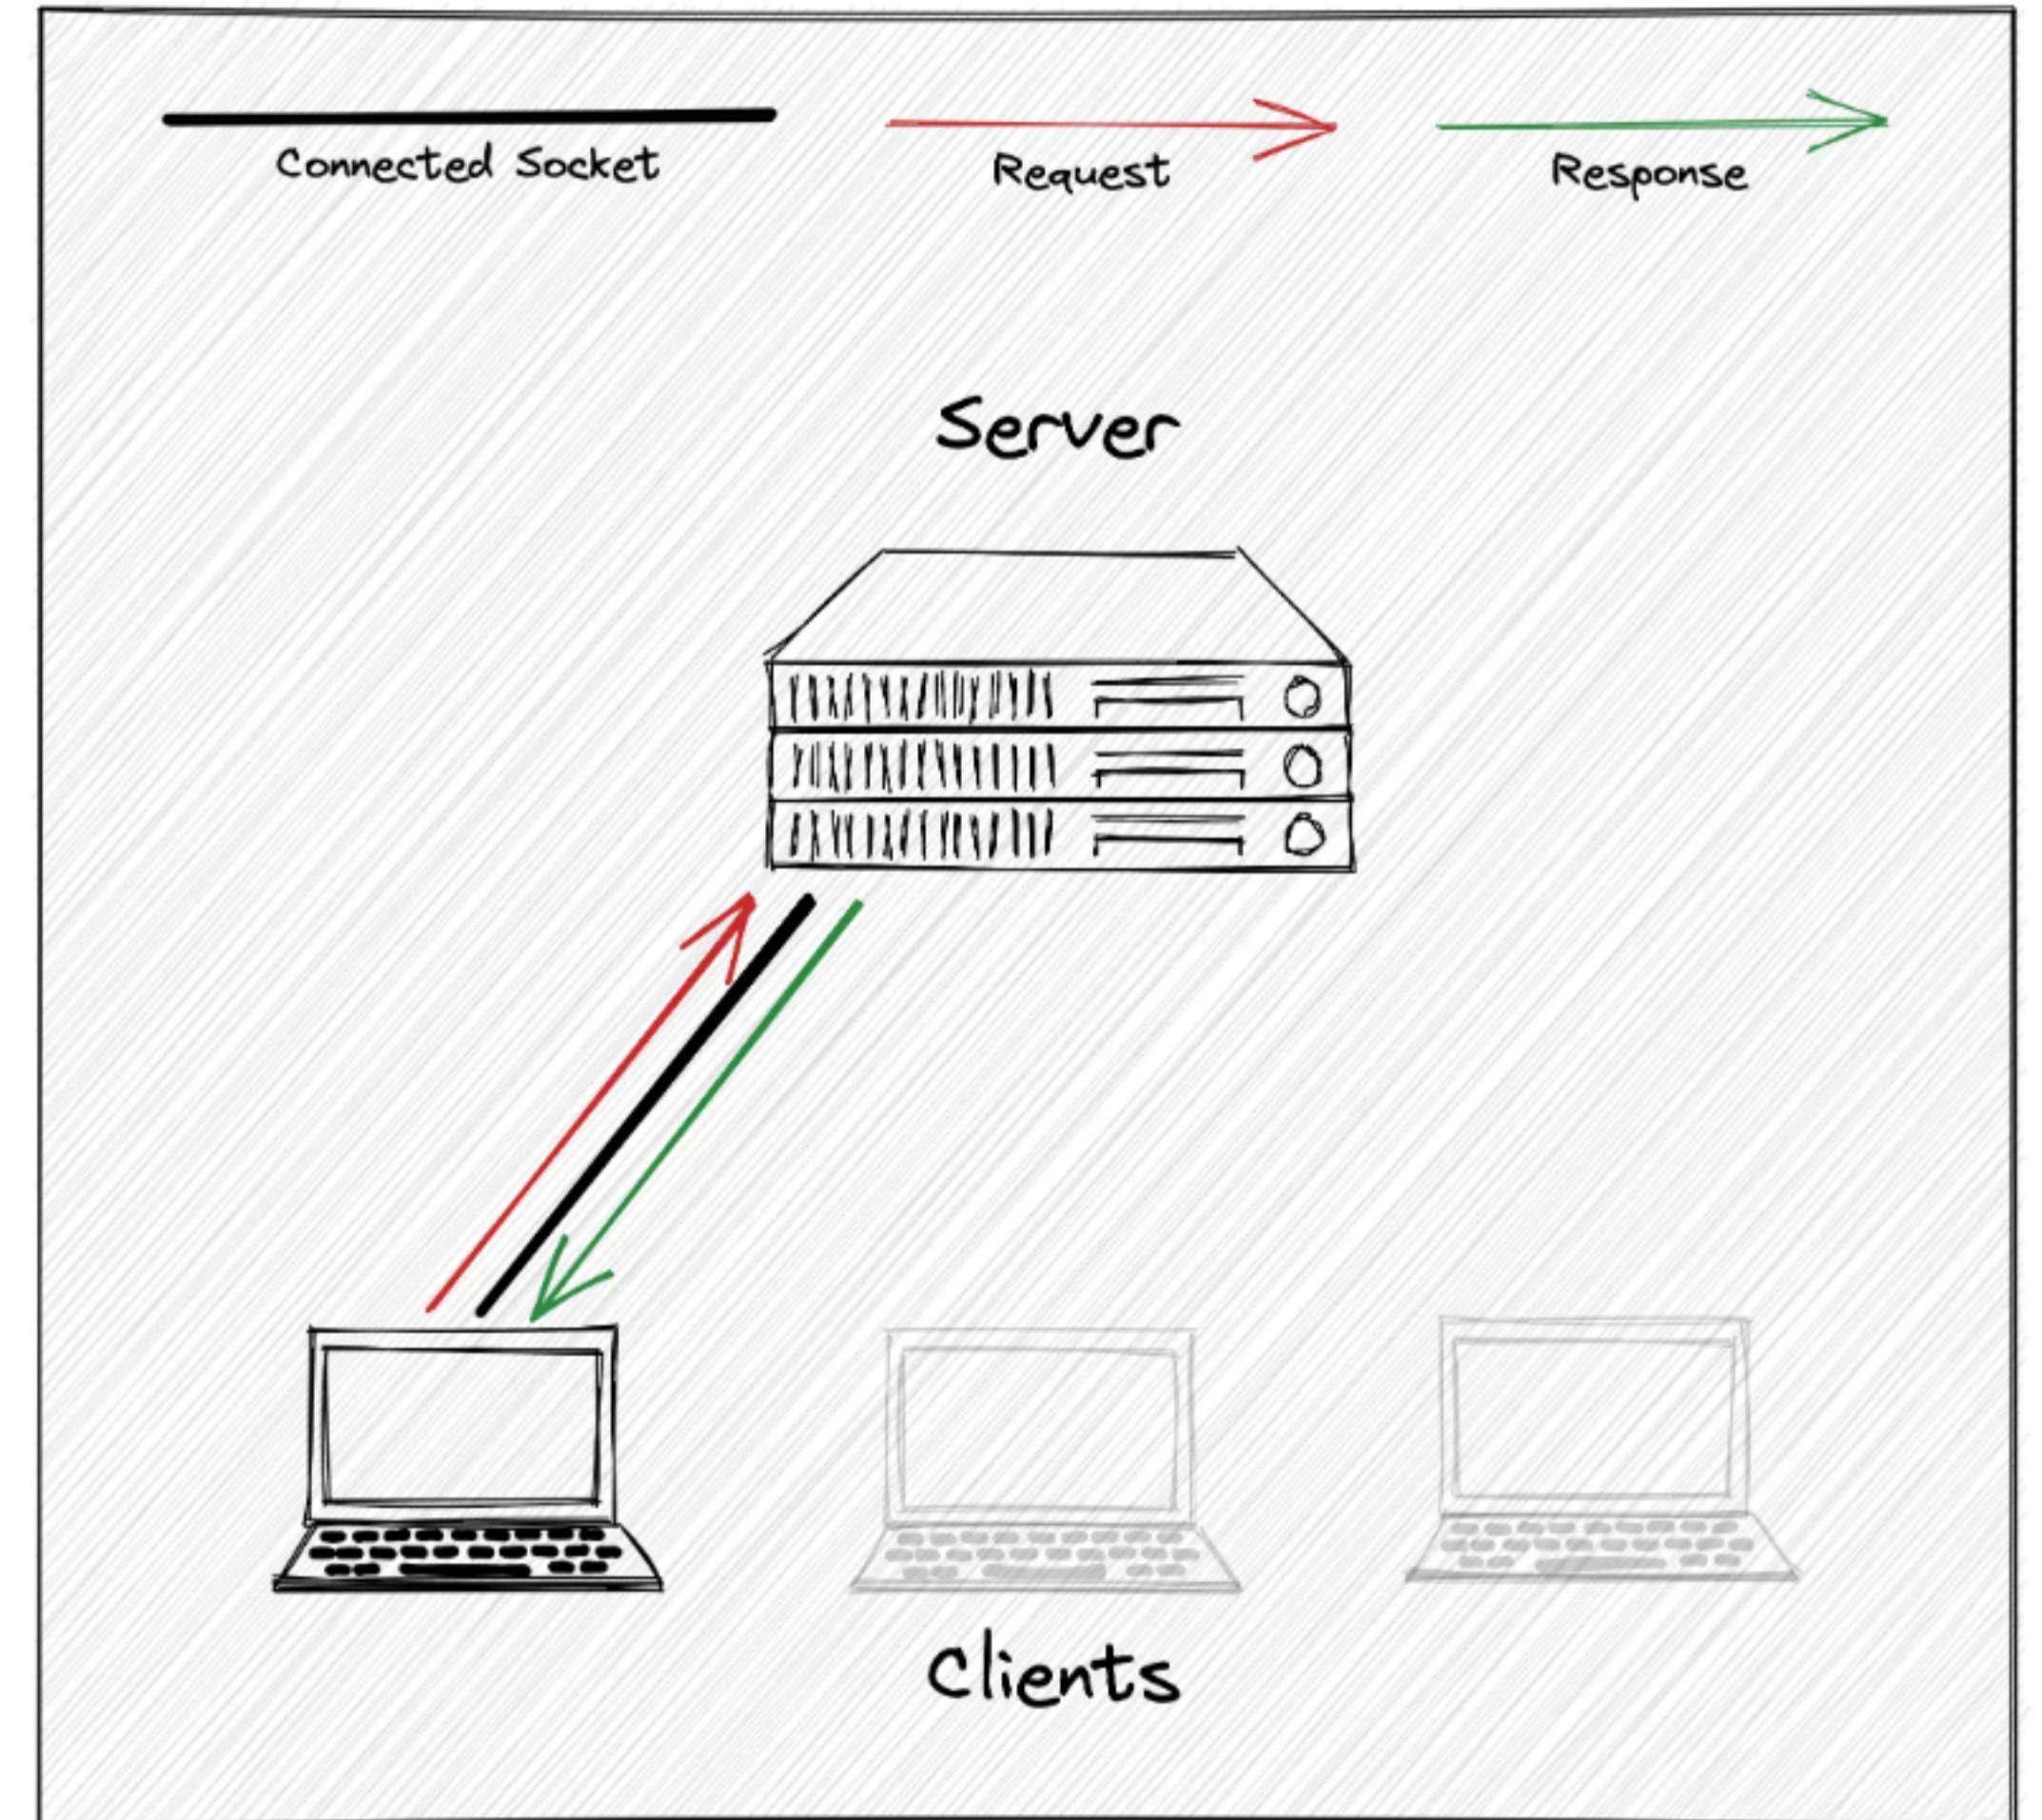 Connected Socket
Request
Response
Server
Clients